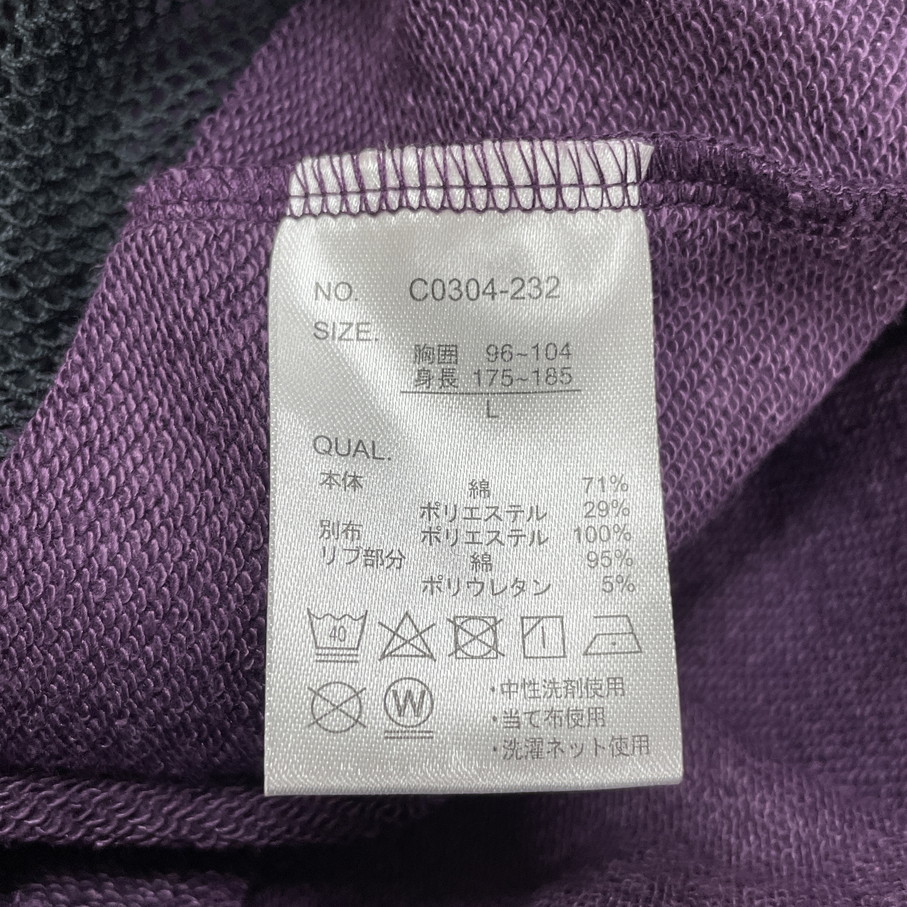 NO. C0304-232
SIZE.
胸囲 96~104
身長 175~185
L
QUAL.
本体 綿 71%
ポリエステル 29%
別布 ポリエステル 100%
リブ部分 綿 95%
ポリウレタン 5%
40
W
・中性洗剤使用
・当て布使用
・洗濯ネット使用